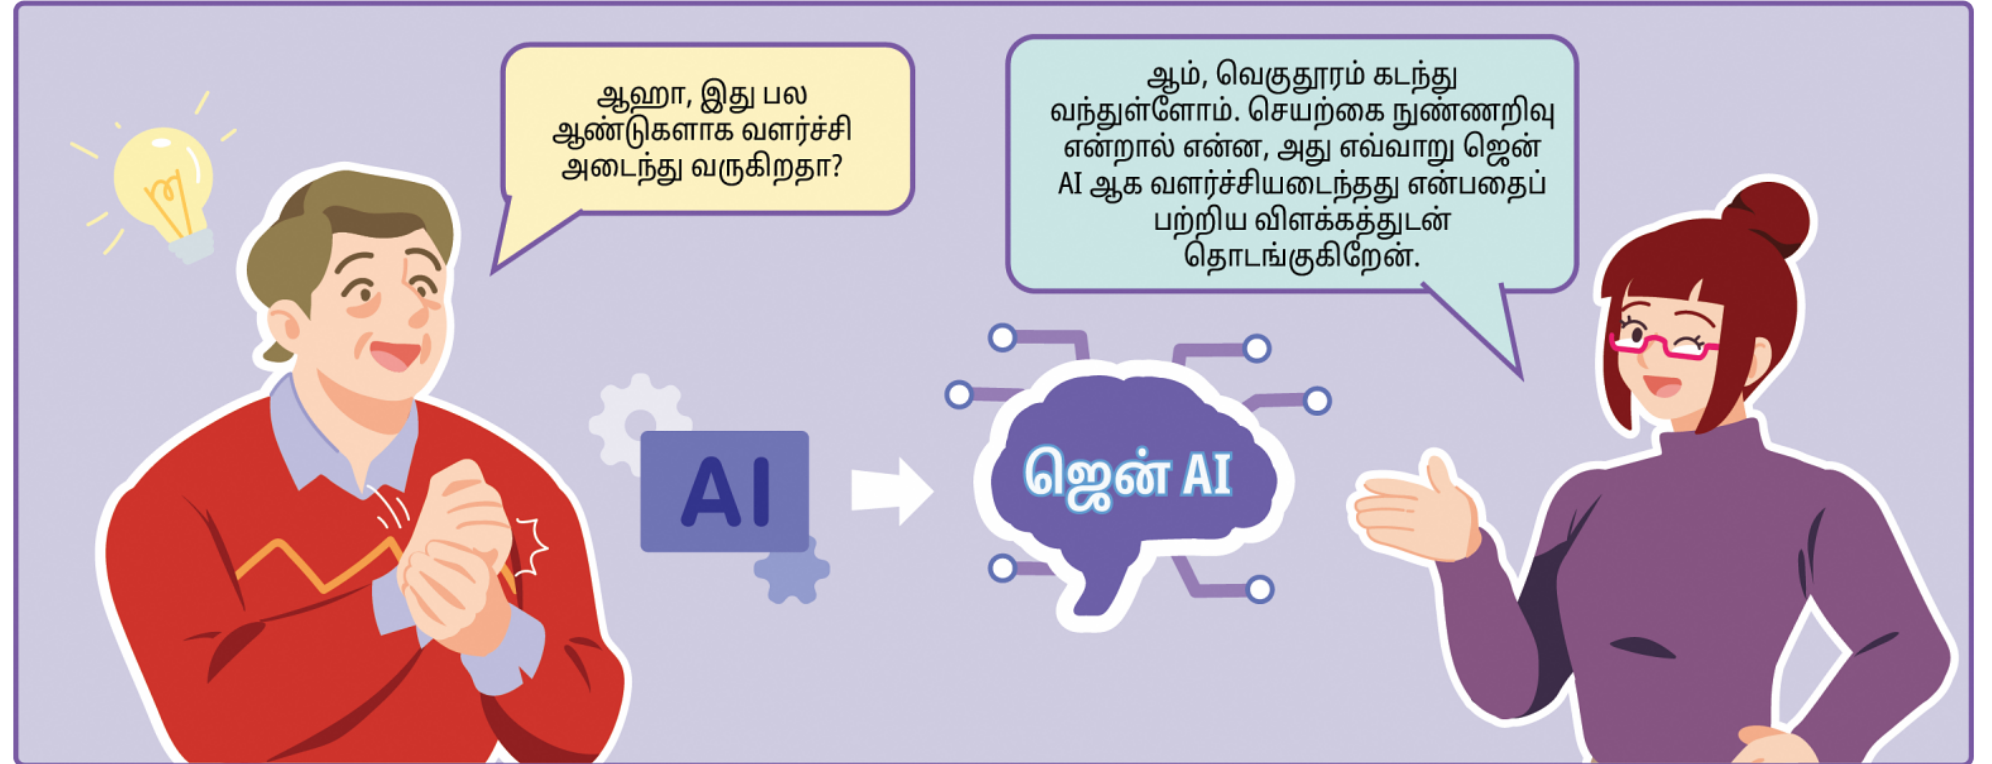 ஆஹா, இது பல
ஆண்டுகளாக வளர்ச்சி
அடைந்து வருகிறதா?
ஆம், வெகுதூரம் கடந்து
வந்துள்ளோம். செயற்கை நுண்ணறிவு
என்றால் என்ன, அது எவ்வாறு ஜென்
AI ஆக வளர்ச்சியடைந்தது என்பதைப்
பற்றிய விளக்கத்துடன்
தொடங்குகிறேன்.
AI
ஜென் AI